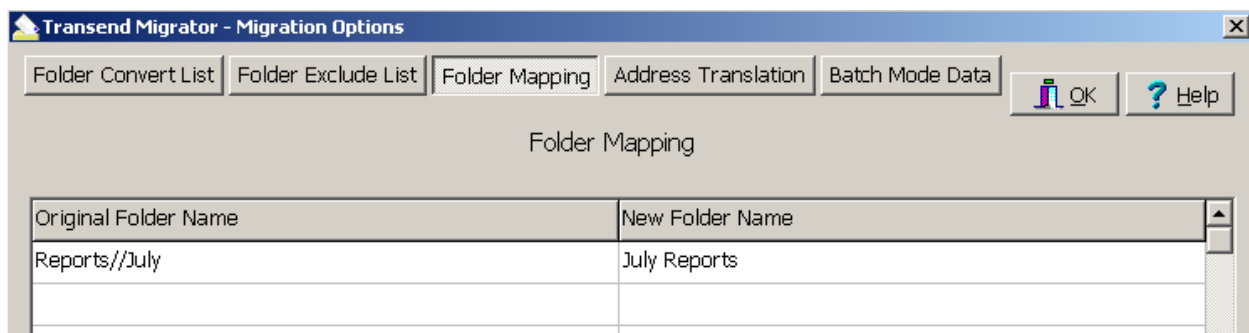 Transend Migrator - Migration Options
Folder Convert List Folder Exclude List Folder Mapping Address Translation Batch Mode Data OK ? Help
Folder Mapping
Original Folder Name New Folder Name
Reports//July July Reports